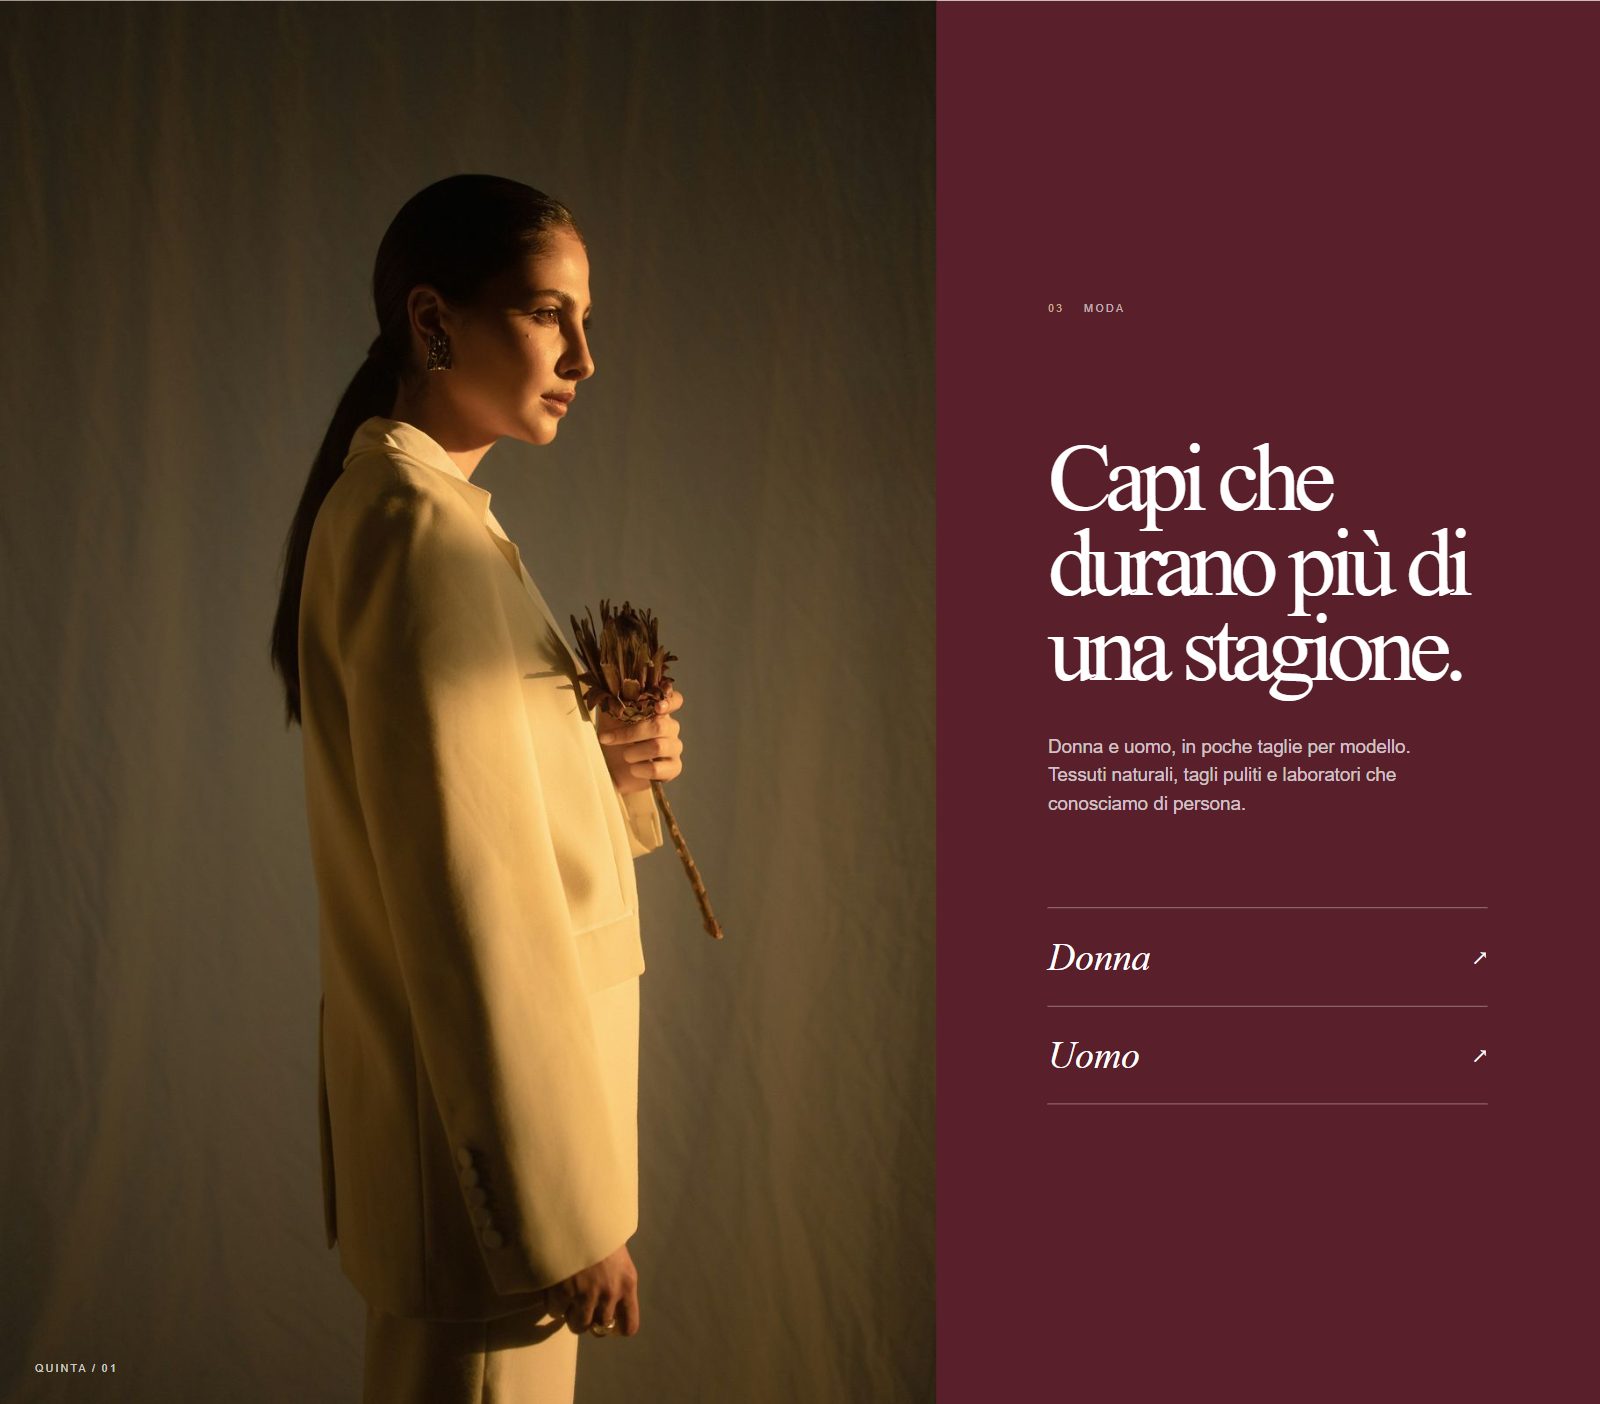 03 MODA
Capi che
durano più di
una stagione.
Donna e uomo, in poche taglie per modello.
Tessuti naturali, tagli puliti e laboratori che
conosciamo di persona.
Donna ↗
Uomo ↗
QUINTA / 01